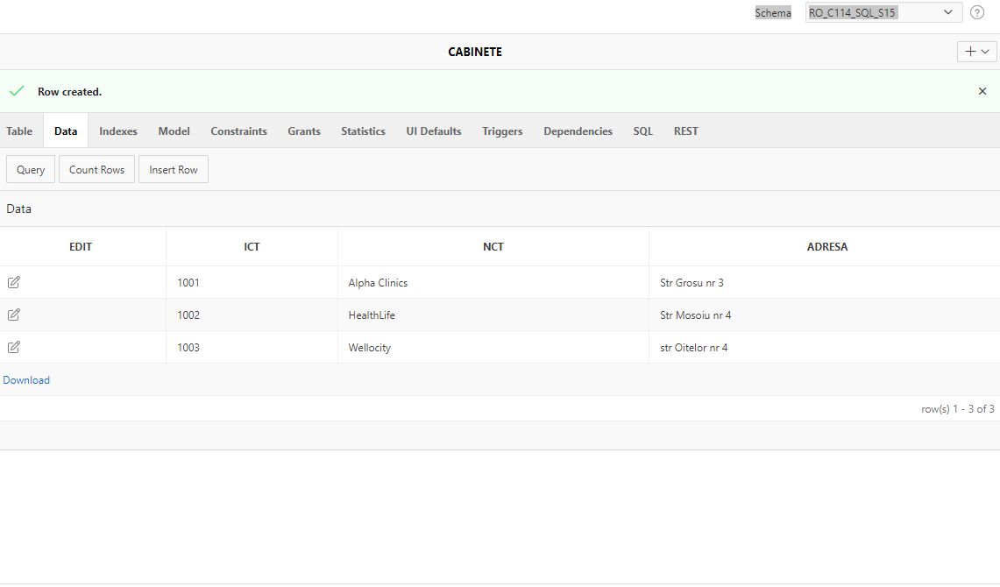 Schema RO_C114_SQL_S15
CABINETE
Row created.
Table Data Indexes Model Constraints Grants Statistics UI Defaults Triggers Dependencies SQL REST
Query Count Rows Insert Row
Data
EDIT ICT NCT ADRESA
1001 Alpha Clinics Str Grosu nr 3
1002 HealthLife Str Mosoiu nr 4
1003 Wellocity str Oitelor nr 4
Download
row(s) 1 - 3 of 3